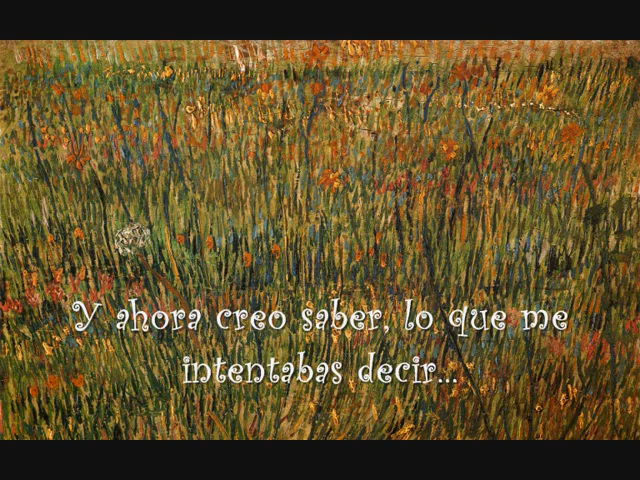 Y ahora creo saber, lo que me
intentabas decir...